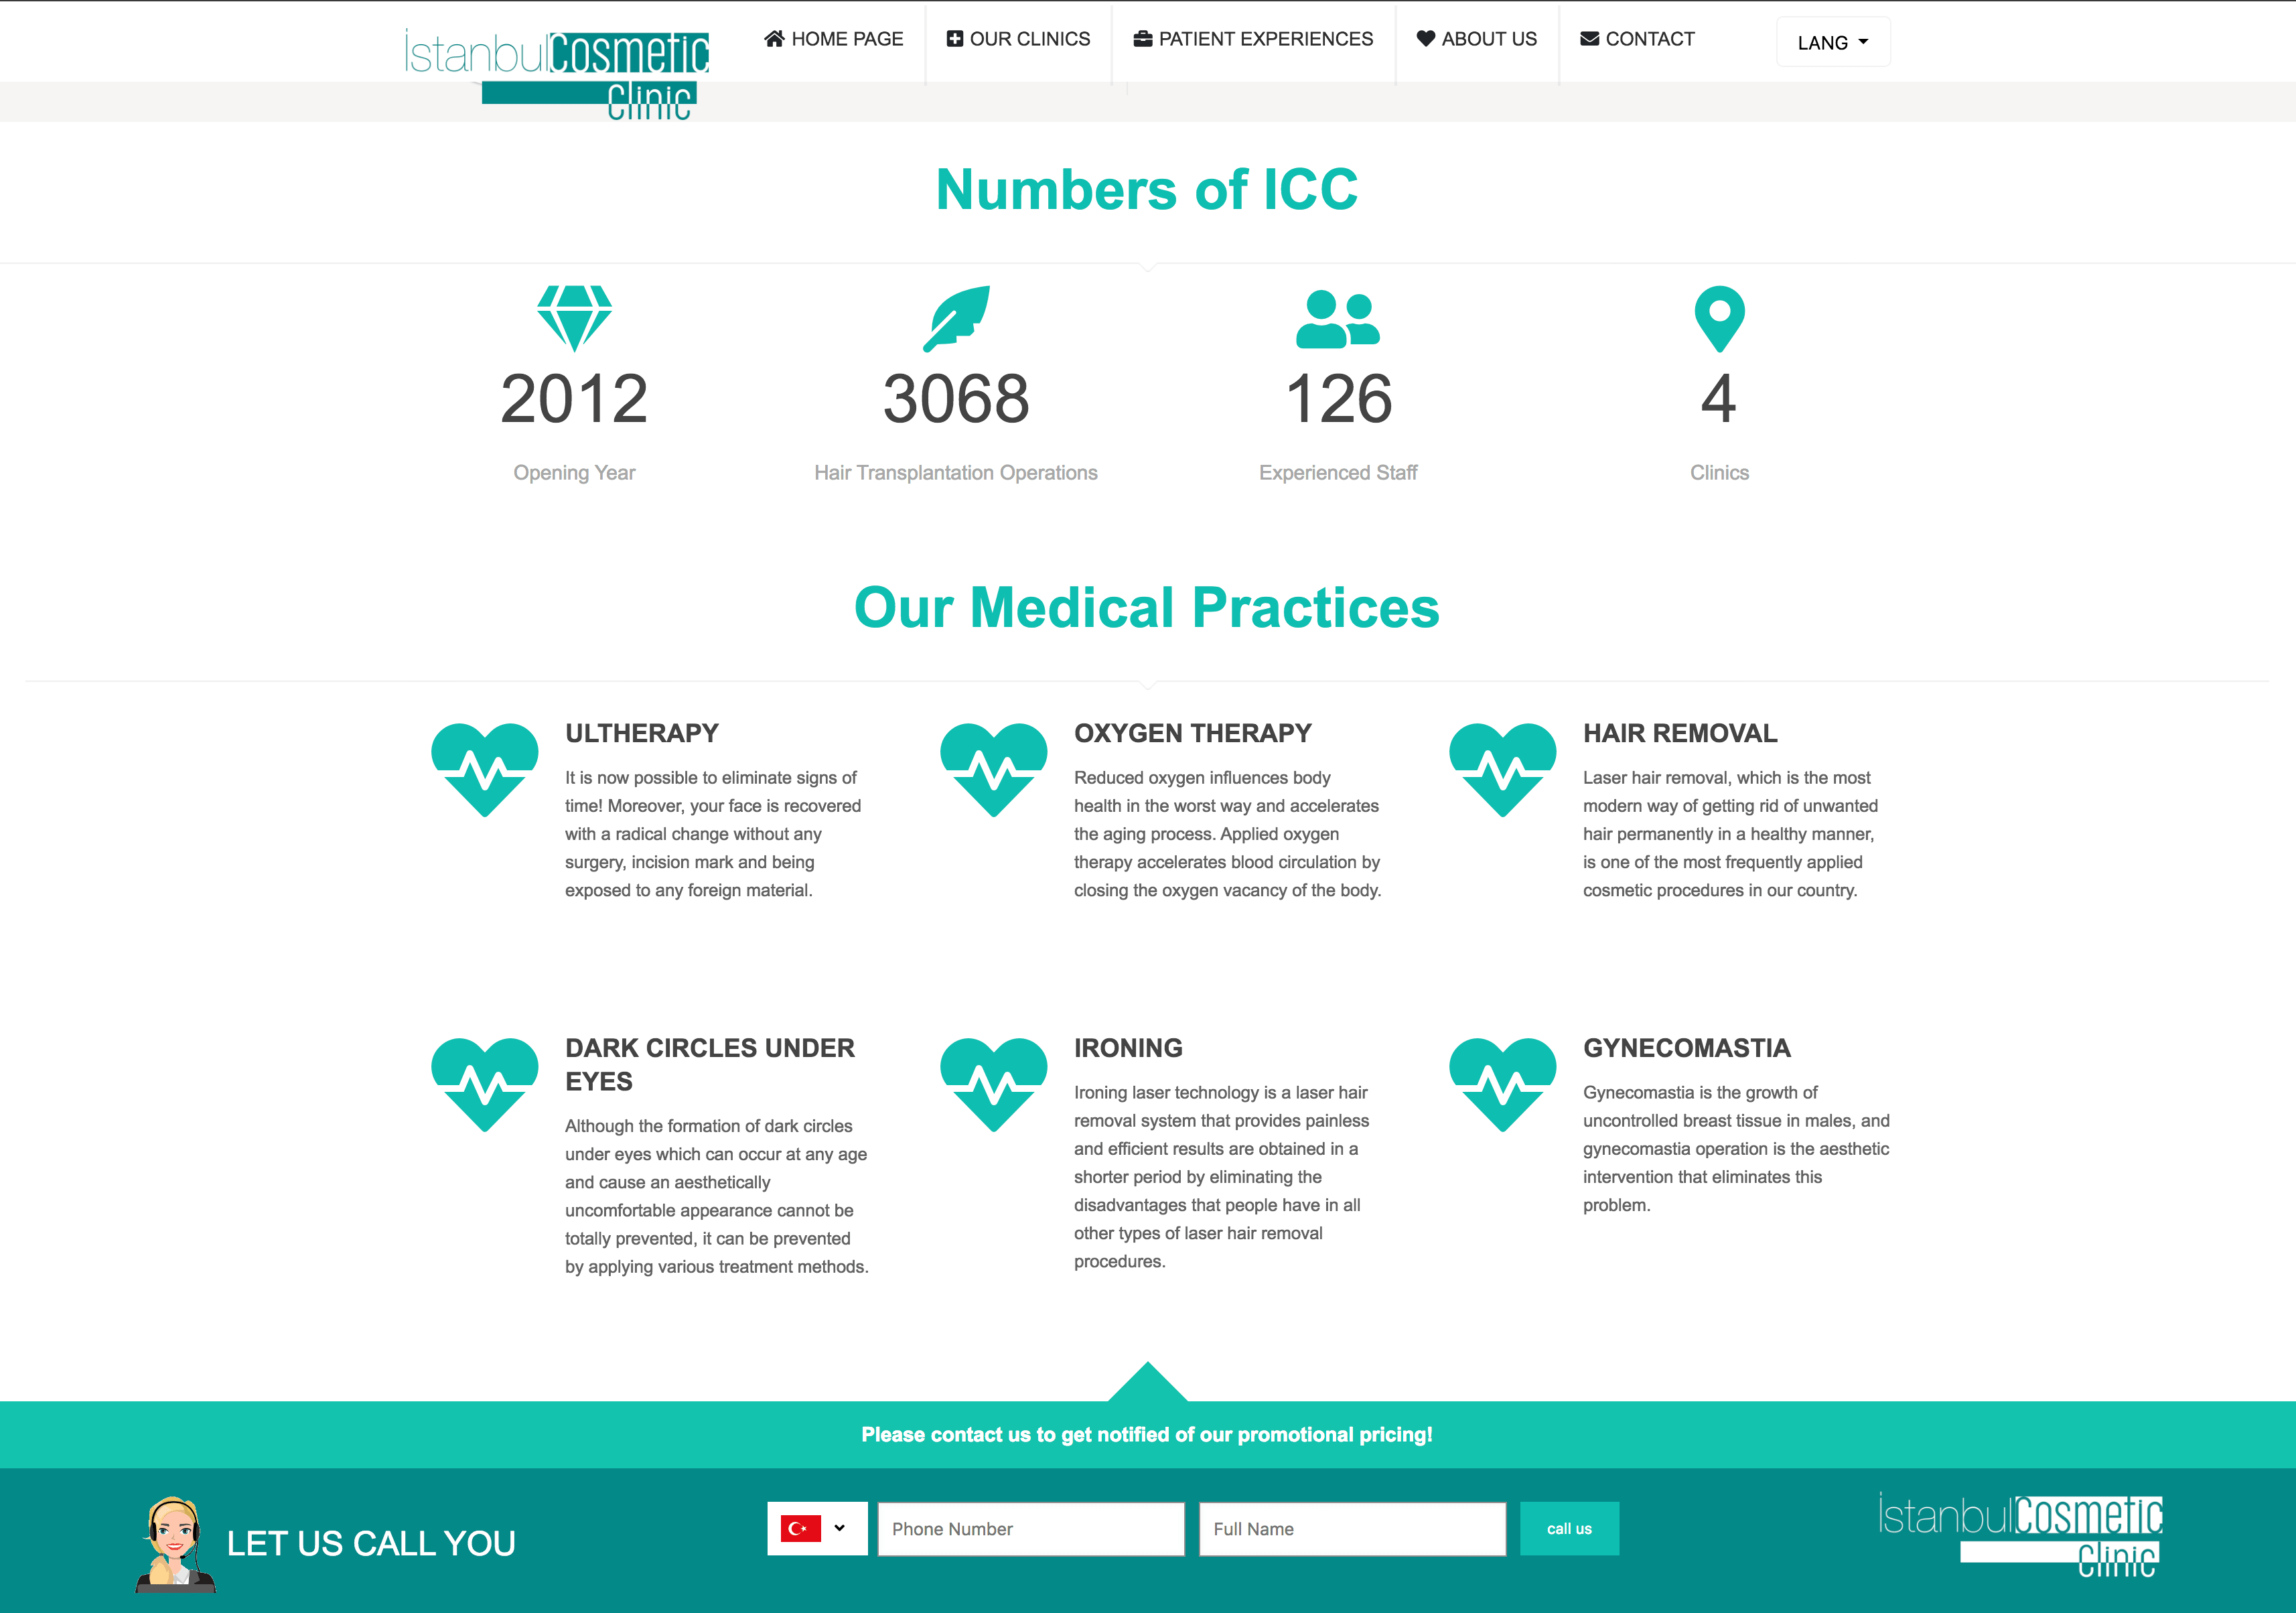 İstanbulCosmetic
Clinic
HOME PAGE
OUR CLINICS
PATIENT EXPERIENCES
ABOUT US
CONTACT
LANG
Numbers of ICC
2012
3068
126
4
Opening Year
Hair Transplantation Operations
Experienced Staff
Clinics
Our Medical Practices
ULTHERAPY
It is now possible to eliminate signs of
time! Moreover, your face is recovered
with a radical change without any
surgery, incision mark and being
exposed to any foreign material.
OXYGEN THERAPY
Reduced oxygen influences body
health in the worst way and accelerates
the aging process. Applied oxygen
therapy accelerates blood circulation by
closing the oxygen vacancy of the body.
HAIR REMOVAL
Laser hair removal, which is the most
modern way of getting rid of unwanted
hair permanently in a healthy manner,
is one of the most frequently applied
cosmetic procedures in our country.
DARK CIRCLES UNDER
EYES
Although the formation of dark circles
under eyes which can occur at any age
and cause an aesthetically
uncomfortable appearance cannot be
totally prevented, it can be prevented
by applying various treatment methods.
IRONING
Ironing laser technology is a laser hair
removal system that provides painless
and efficient results are obtained in a
shorter period by eliminating the
disadvantages that people have in all
other types of laser hair removal
procedures.
GYNECOMASTIA
Gynecomastia is the growth of
uncontrolled breast tissue in males, and
gynecomastia operation is the aesthetic
intervention that eliminates this
problem.
Please contact us to get notified of our promotional pricing!
LET US CALL YOU
Phone Number
Full Name
call us
İstanbulCosmetic
Clinic